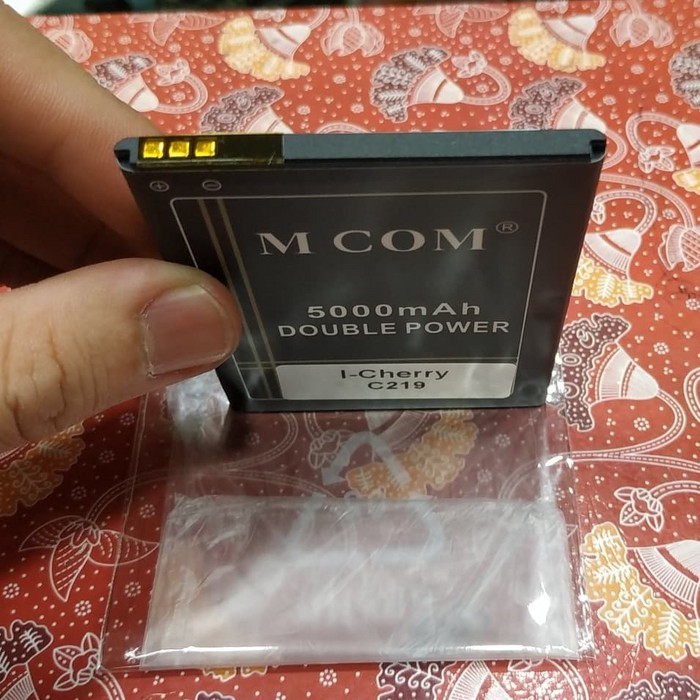 M COM®
5000mAh
DOUBLE POWER
I-Cherry
C219